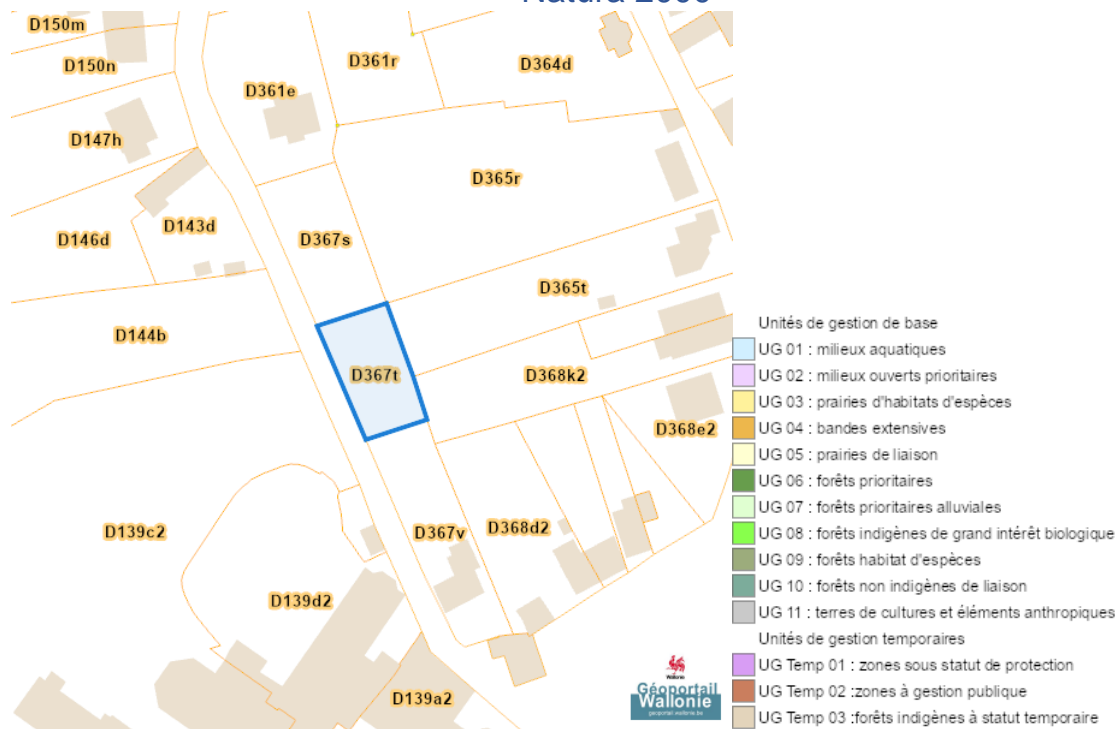 D150m
D150n
D361r
D364d
D361e
D147h
D365r
D143d
D146d
D367s
D365t
D144b
D367t
D368k2
D368e2
D139c2
D367v
D368d2
D139d2
D139a2
Wallonie
Géoportail
Wallonie
geoportail.wallonie.be
Unités de gestion de base
UG 01 : milieux aquatiques
UG 02 : milieux ouverts prioritaires
UG 03 : prairies d'habitats d'espèces
UG 04 : bandes extensives
UG 05 : prairies de liaison
UG 06 : forêts prioritaires
UG 07 : forêts prioritaires alluviales
UG 08 : forêts indigènes de grand intérêt biologique
UG 09 : forêts habitat d'espèces
UG 10 : forêts non indigènes de liaison
UG 11 : terres de cultures et éléments anthropiques
Unités de gestion temporaires
UG Temp 01 : zones sous statut de protection
UG Temp 02 :zones à gestion publique
UG Temp 03 :forêts indigènes à statut temporaire